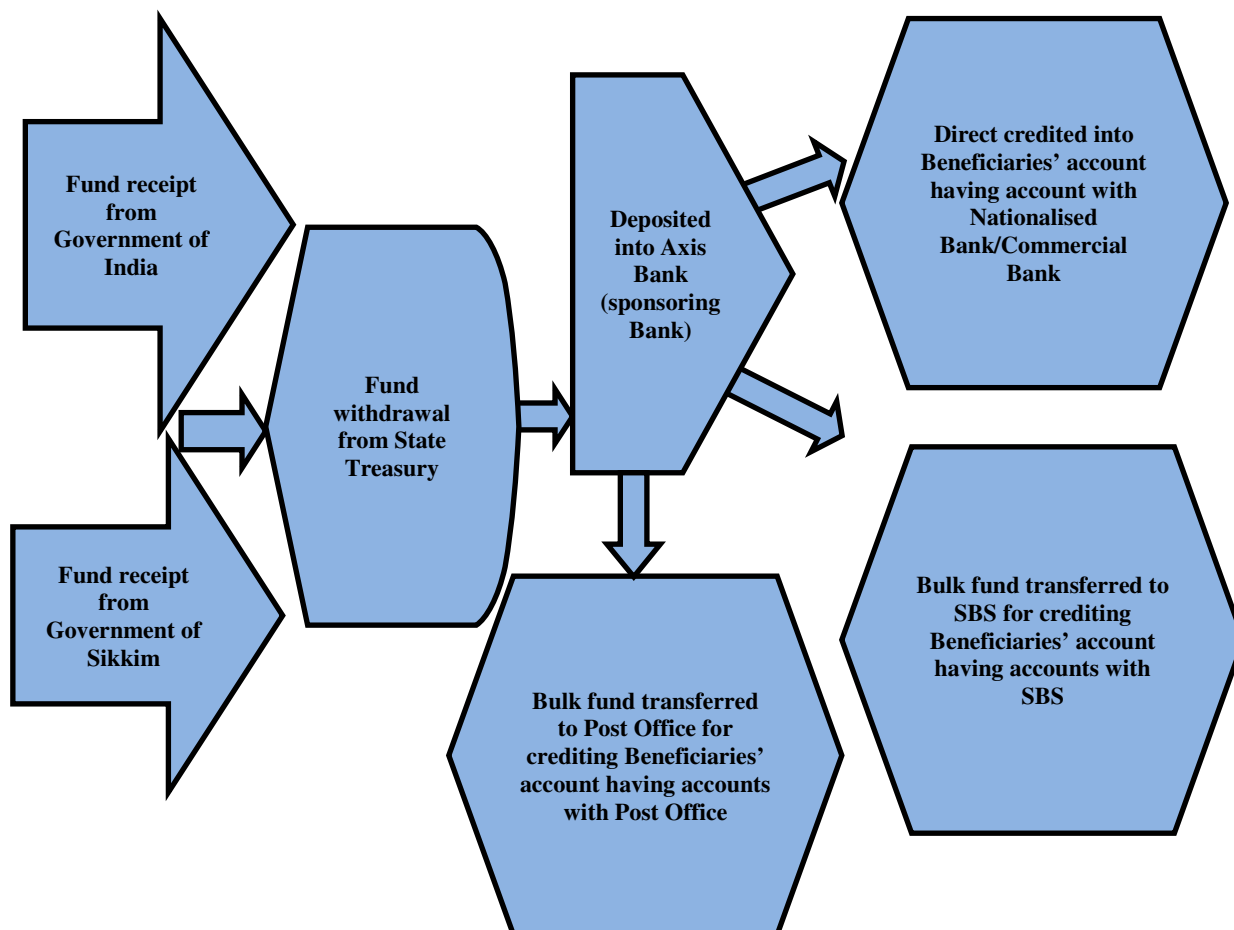 Fund receipt
from
Government of
India
Fund receipt
from
Government of
Sikkim
Fund
withdrawal
from State
Treasury
Deposited
into Axis
Bank
(sponsoring
Bank)
Direct credited into
Beneficiaries’ account
having account with
Nationalised
Bank/Commercial
Bank
Bulk fund transferred to
SBS for crediting
Beneficiaries’ account
having accounts with
SBS
Bulk fund transferred
to Post Office for
crediting Beneficiaries’
account having accounts
with Post Office